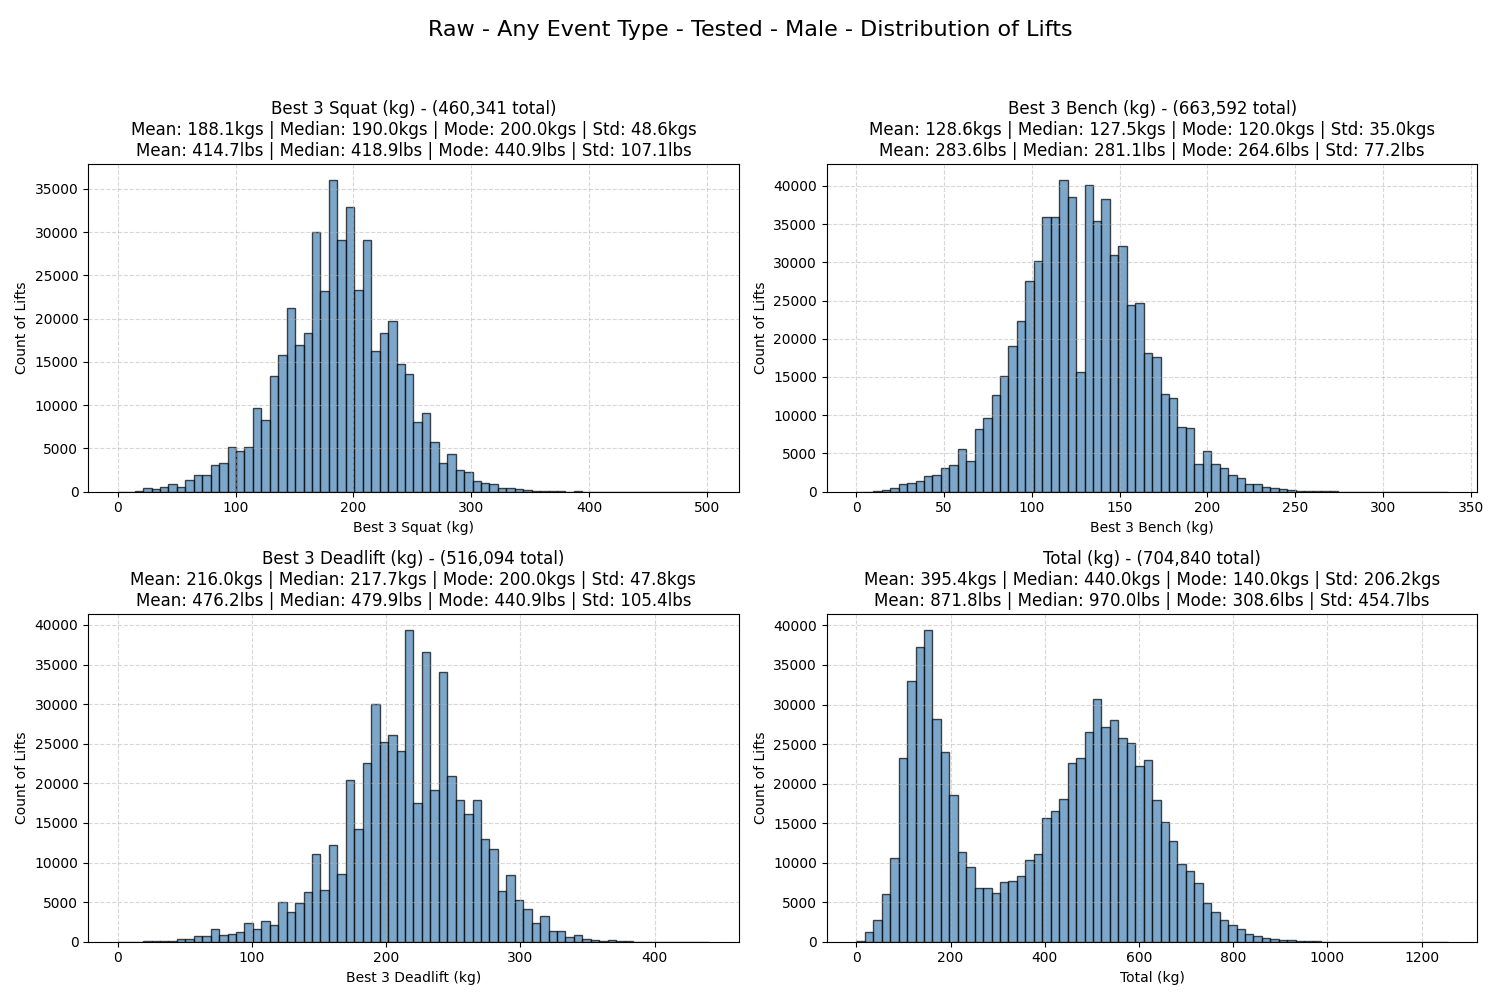 Raw - Any Event Type - Tested - Male - Distribution of Lifts
Best 3 Squat (kg) - (460,341 total)
Mean: 188.1kgs | Median: 190.0kgs | Mode: 200.0kgs | Std: 48.6kgs
Mean: 414.7lbs | Median: 418.9lbs | Mode: 440.9lbs | Std: 107.1lbs
35000
30000
25000
20000
15000
10000
5000
0
Count of Lifts
0 100 200 300 400 500
Best 3 Squat (kg)
Best 3 Bench (kg) - (663,592 total)
Mean: 128.6kgs | Median: 127.5kgs | Mode: 120.0kgs | Std: 35.0kgs
Mean: 283.6lbs | Median: 281.1lbs | Mode: 264.6lbs | Std: 77.2lbs
40000
35000
30000
25000
20000
15000
10000
5000
0
Count of Lifts
0 50 100 150 200 250 300 350
Best 3 Bench (kg)
Best 3 Deadlift (kg) - (516,094 total)
Mean: 216.0kgs | Median: 217.7kgs | Mode: 200.0kgs | Std: 47.8kgs
Mean: 476.2lbs | Median: 479.9lbs | Mode: 440.9lbs | Std: 105.4lbs
40000
35000
30000
25000
20000
15000
10000
5000
0
Count of Lifts
0 100 200 300 400
Best 3 Deadlift (kg)
Total (kg) - (704,840 total)
Mean: 395.4kgs | Median: 440.0kgs | Mode: 140.0kgs | Std: 206.2kgs
Mean: 871.8lbs | Median: 970.0lbs | Mode: 308.6lbs | Std: 454.7lbs
40000
35000
30000
25000
20000
15000
10000
5000
0
Count of Lifts
0 200 400 600 800 1000 1200
Total (kg)